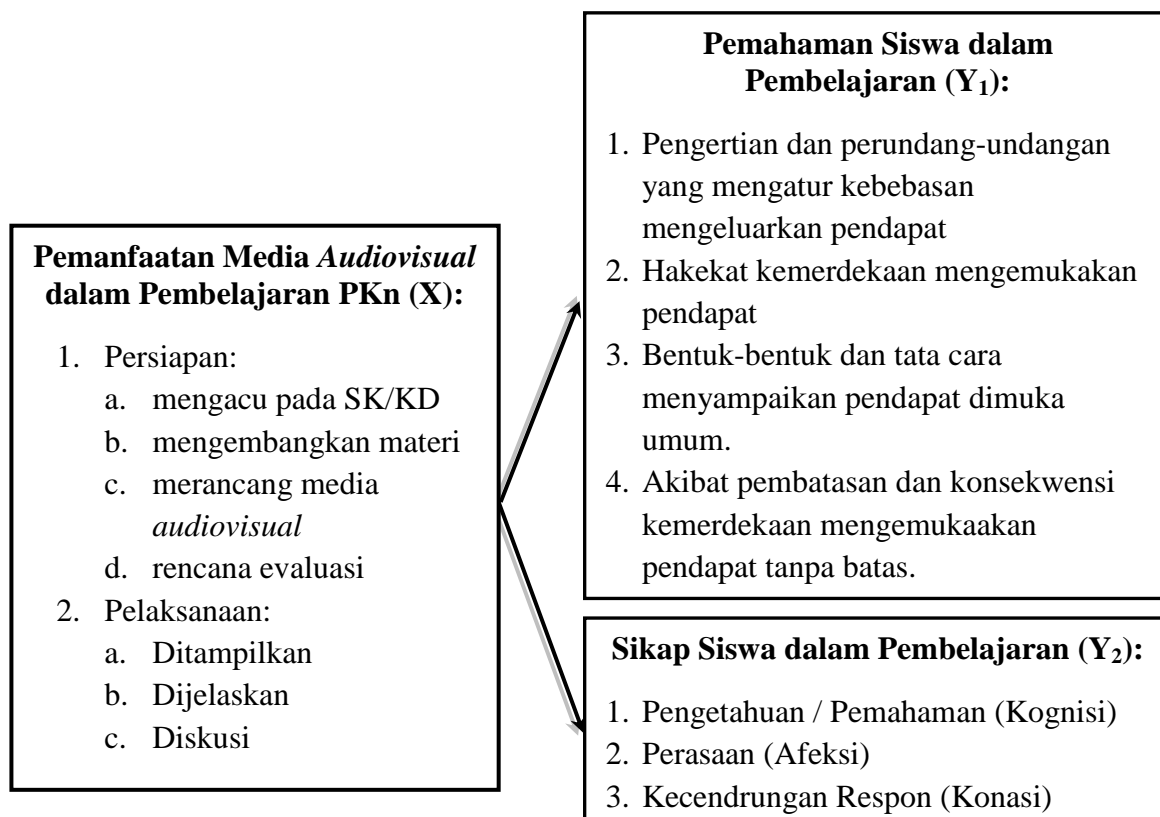 Pemanfaatan Media Audiovisual
dalam Pembelajaran PKn (X):
1. Persiapan:
a. mengacu pada SK/KD
b. mengembangkan materi
c. merancang media
audiovisual
d. rencana evaluasi
2. Pelaksanaan:
a. Ditampilkan
b. Dijelaskan
c. Diskusi
Pemahaman Siswa dalam
Pembelajaran (Y₁):
1. Pengertian dan perundang-undangan
yang mengatur kebebasan
mengeluarkan pendapat
2. Hakekat kemerdekaan mengemukakan
pendapat
3. Bentuk-bentuk dan tata cara
menyampaikan pendapat dimuka
umum.
4. Akibat pembatasan dan konsekwensi
kemerdekaan mengemukaakan
pendapat tanpa batas.
Sikap Siswa dalam Pembelajaran (Y₂):
1. Pengetahuan / Pemahaman (Kognisi)
2. Perasaan (Afeksi)
3. Kecendrungan Respon (Konasi)